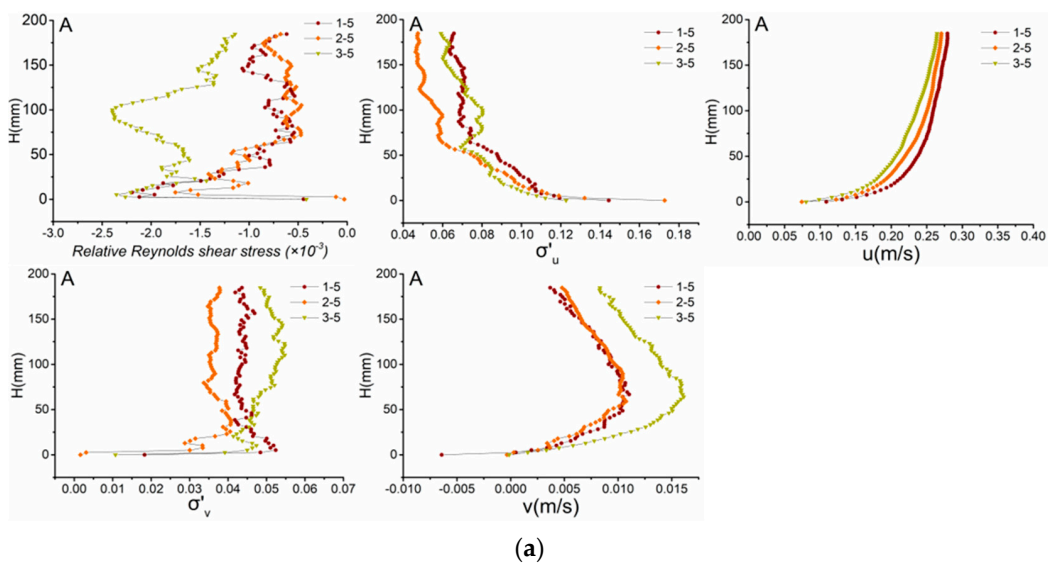 A
1-5
2-5
3-5
H(mm)
200
150
100
50
0
-3.0 -2.5 -2.0 -1.5 -1.0 -0.5 0.0
Relative Reynolds shear stress (×10⁻³)
A
1-5
2-5
3-5
H(mm)
200
150
100
50
0
0.04 0.06 0.08 0.10 0.12 0.14 0.16 0.18
σ'u
A
1-5
2-5
3-5
H(mm)
200
150
100
50
0
0.00 0.05 0.10 0.15 0.20 0.25 0.30 0.35 0.40
u(m/s)
A
1-5
2-5
3-5
H(mm)
200
150
100
50
0
0.00 0.01 0.02 0.03 0.04 0.05 0.06 0.07
σ'v
A
1-5
2-5
3-5
H(mm)
200
150
100
50
0
-0.010 -0.005 0.000 0.005 0.010 0.015
v(m/s)
(a)